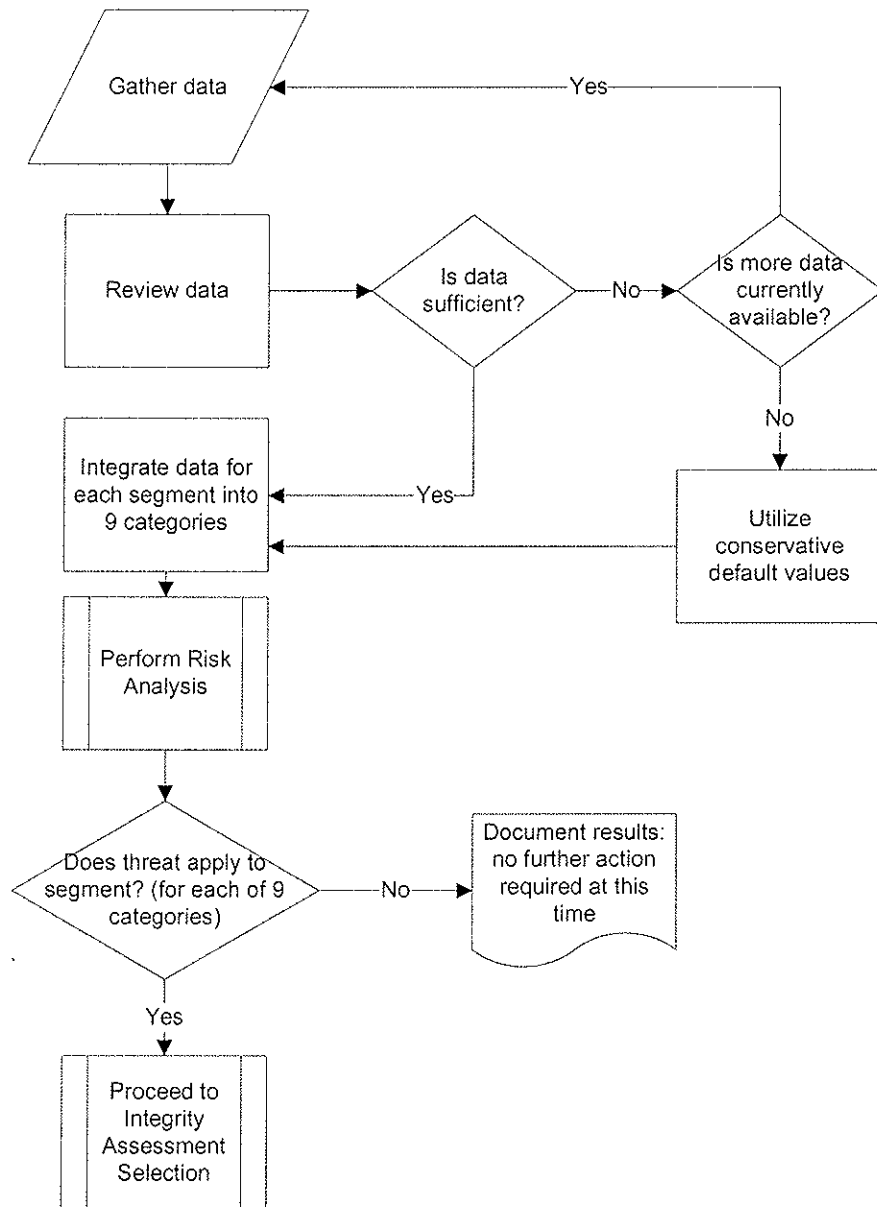 Gather data
Yes
Review data
Is data
sufficient?
No
Is more data
currently
available?
No
Integrate data for
each segment into
9 categories
Yes
Utilize
conservative
default values
Perform Risk
Analysis
Does threat apply to
segment? (for each of 9
categories)
No
Document results:
no further action
required at this
time
Yes
Proceed to
Integrity
Assessment
Selection